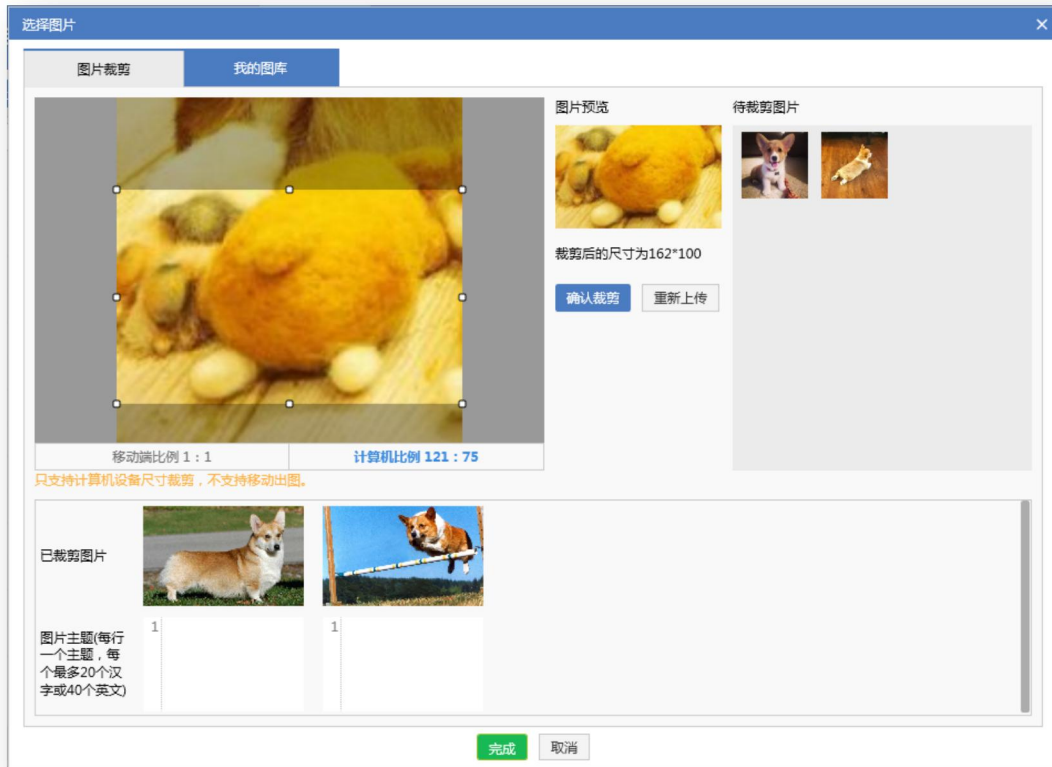 选择图片
图片裁剪
我的图库
图片预览
待裁剪图片
裁剪后的尺寸为162*100
确认裁剪
重新上传
移动端比例 1：1
计算机比例 121：75
只支持计算机设备尺寸裁剪，不支持移动出图。
已裁剪图片
图片主题(每行
一个主题，每
个最多20个汉
字或40个英文)
1
1
完成
取消